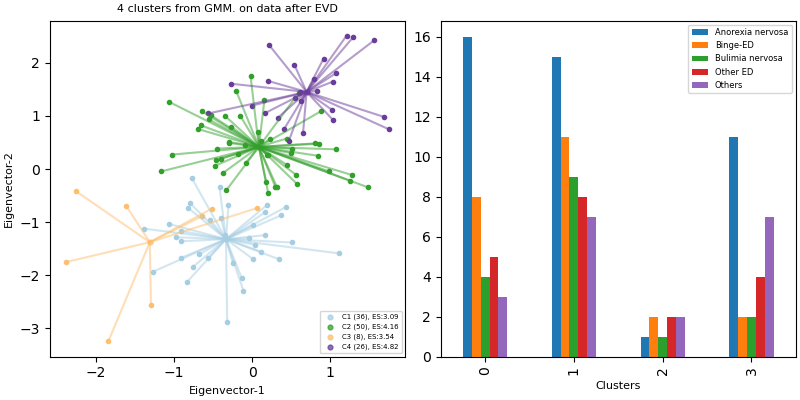 4 clusters from GMM. on data after EVD
Eigenvector-2
2
1
0
−1
−2
−3
−2
−1
0
1
Eigenvector-1
C1 (36), ES:3.09
C2 (50), ES:4.16
C3 (8), ES:3.54
C4 (26), ES:4.82
16
14
12
10
8
6
4
2
0
0
1
2
3
Clusters
Anorexia nervosa
Binge-ED
Bulimia nervosa
Other ED
Others